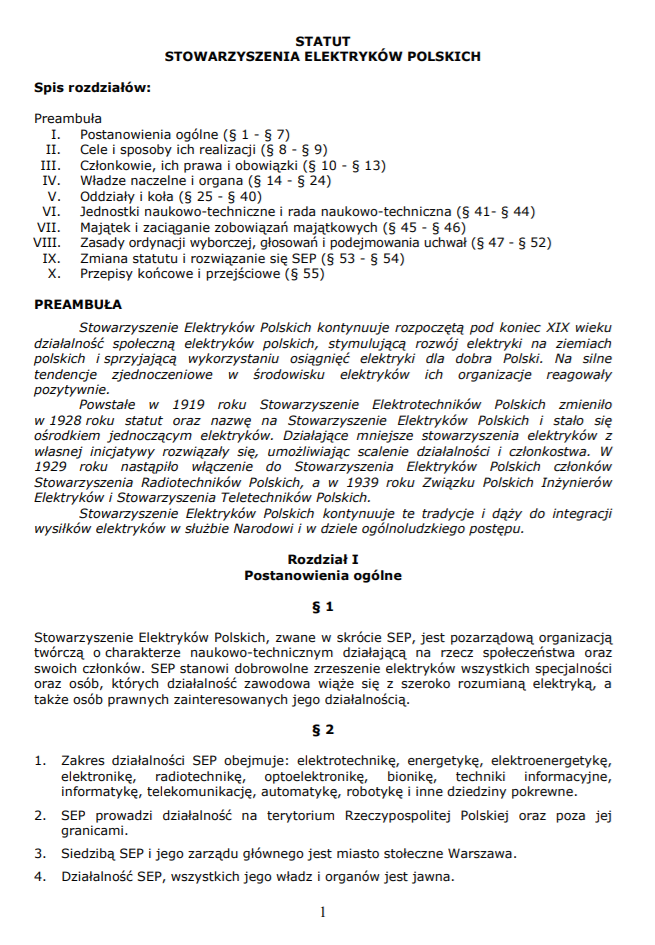 STATUT
STOWARZYSZENIA ELEKTRYKÓW POLSKICH
Spis rozdziałów:
Preambuła
I. Postanowienia ogólne (§ 1 - § 7)
II. Cele i sposoby ich realizacji (§ 8 - § 9)
III. Członkowie, ich prawa i obowiązki (§ 10 - § 13)
IV. Władze naczelne i organa (§ 14 - § 24)
V. Oddziały i koła (§ 25 - § 40)
VI. Jednostki naukowo-techniczne i rada naukowo-techniczna (§ 41- § 44)
VII. Majątek i zaciąganie zobowiązań majątkowych (§ 45 - § 46)
VIII. Zasady ordynacji wyborczej, głosowań i podejmowania uchwał (§ 47 - § 52)
IX. Zmiana statutu i rozwiązanie się SEP (§ 53 - § 54)
X. Przepisy końcowe i przejściowe (§ 55)
PREAMBUŁA
Stowarzyszenie Elektryków Polskich kontynuuje rozpoczętą pod koniec XIX wieku
działalność społeczną elektryków polskich, stymulującą rozwój elektryki na ziemiach
polskich i sprzyjającą wykorzystaniu osiągnięć elektryki dla dobra Polski. Na silne
tendencje zjednoczeniowe w środowisku elektryków ich organizacje reagowały
pozytywnie.
Powstałe w 1919 roku Stowarzyszenie Elektrotechników Polskich zmieniło
w 1928 roku statut oraz nazwę na Stowarzyszenie Elektryków Polskich i stało się
ośrodkiem jednoczącym elektryków. Działające mniejsze stowarzyszenia elektryków z
własnej inicjatywy rozwiązały się, umożliwiając scalenie działalności i członkostwa. W
1929 roku nastąpiło włączenie do Stowarzyszenia Elektryków Polskich członków
Stowarzyszenia Radiotechników Polskich, a w 1939 roku Związku Polskich Inżynierów
Elektryków i Stowarzyszenia Teletechników Polskich.
Stowarzyszenie Elektryków Polskich kontynuuje te tradycje i dąży do integracji
wysiłków elektryków w służbie Narodowi i w dziele ogólnoludzkiego postępu.
Rozdział I
Postanowienia ogólne
§ 1
Stowarzyszenie Elektryków Polskich, zwane w skrócie SEP, jest pozarządową organizacją
twórczą o charakterze naukowo-technicznym działającą na rzecz społeczeństwa oraz
swoich członków. SEP stanowi dobrowolne zrzeszenie elektryków wszystkich specjalności
oraz osób, których działalność zawodowa wiąże się z szeroko rozumianą elektryką, a
także osób prawnych zainteresowanych jego działalnością.
§ 2
1. Zakres działalności SEP obejmuje: elektrotechnikę, energetykę, elektroenergetykę,
elektronikę, radiotechnikę, optoelektronikę, bionikę, techniki informacyjne,
informatykę, telekomunikację, automatykę, robotykę i inne dziedziny pokrewne.
2. SEP prowadzi działalność na terytorium Rzeczypospolitej Polskiej oraz poza jej
granicami.
3. Siedzibą SEP i jego zarządu głównego jest miasto stołeczne Warszawa.
4. Działalność SEP, wszystkich jego władz i organów jest jawna.
1